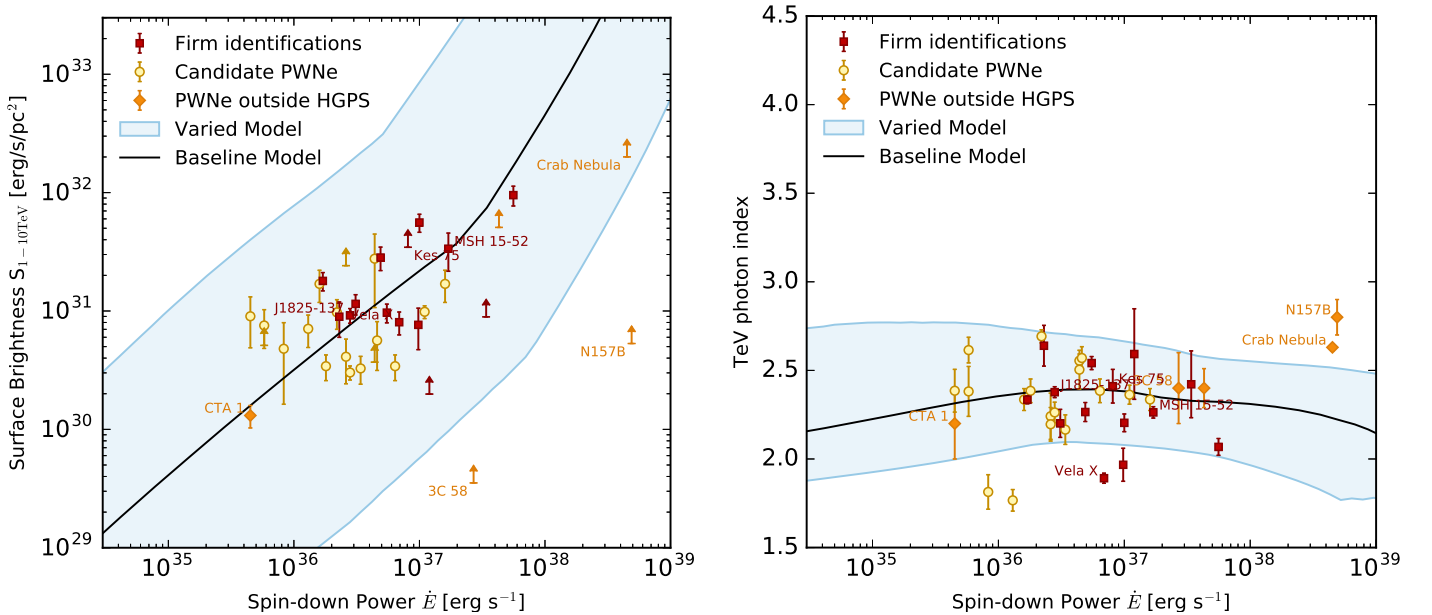 Firm identifications
Candidate PWNe
PWNe outside HGPS
Varied Model
Baseline Model
10^33
10^32
10^31
10^30
10^29
Surface Brightness S_1−10TeV [erg/s/pc^2]
Crab Nebula
MSH 15-52
Kes 75
J1825-137
Vela
N157B
CTA 1
3C 58
10^35
10^36
10^37
10^38
10^39
Spin-down Power Ė [erg s^−1]
Firm identifications
Candidate PWNe
PWNe outside HGPS
Varied Model
Baseline Model
4.5
4.0
3.5
3.0
2.5
2.0
1.5
TeV photon index
N157B
Crab Nebula
Kes 75
3C 58
J1825-137
MSH 15-52
CTA 1
Vela X
10^35
10^36
10^37
10^38
10^39
Spin-down Power Ė [erg s^−1]